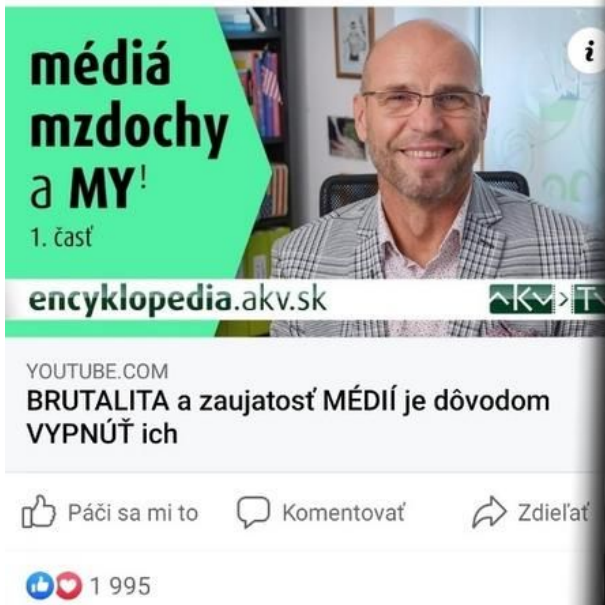 médiá
mzdochy
a MY!
1. časť
encyklopedia.akv.sk
AKV>T
YOUTUBE.COM
BRUTALITA a zaujatosť MÉDIÍ je dôvodom
VYPNÚŤ ich
Páči sa mi to Komentovať Zdieľať
1 995